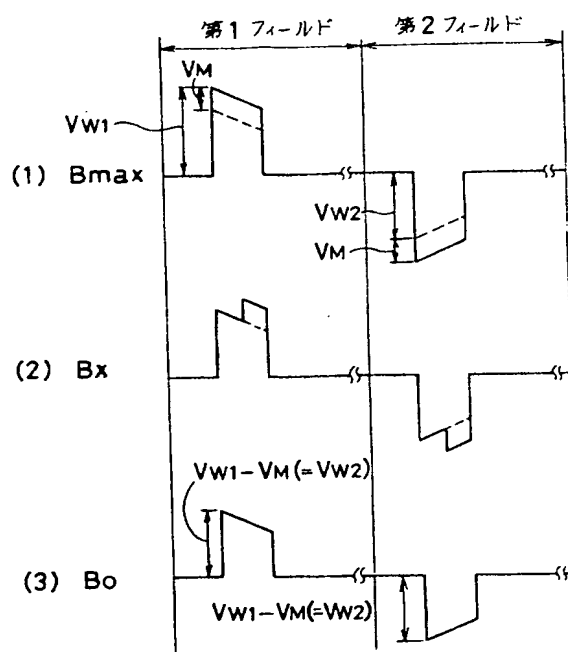 第1 フィールド 第2 フィールド
VM
VW1
(1) Bmax
VW2
VM
(2) Bx
VW1-VM(=VW2)
(3) Bo
VW1-VM(=VW2)